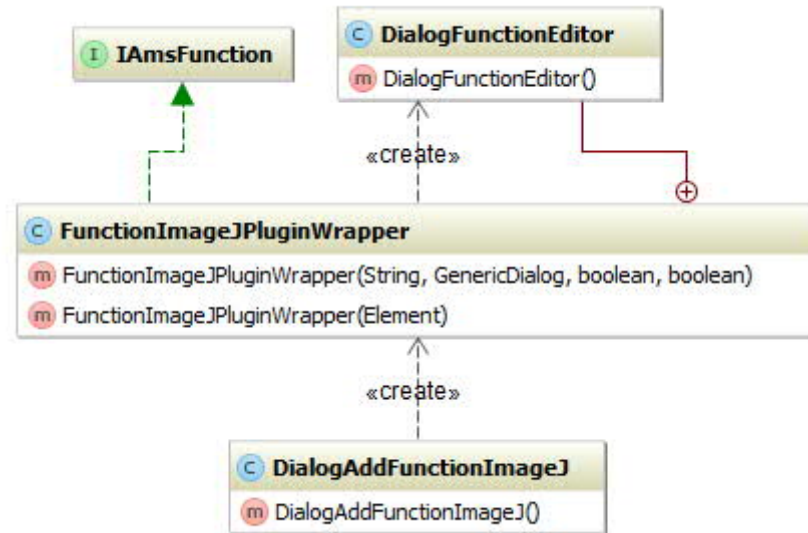 I IAmsFunction
C DialogFunctionEditor
m DialogFunctionEditor()
«create»
C FunctionImageJPluginWrapper
m FunctionImageJPluginWrapper(String, GenericDialog, boolean, boolean)
m FunctionImageJPluginWrapper(Element)
«create»
C DialogAddFunctionImageJ
m DialogAddFunctionImageJ()